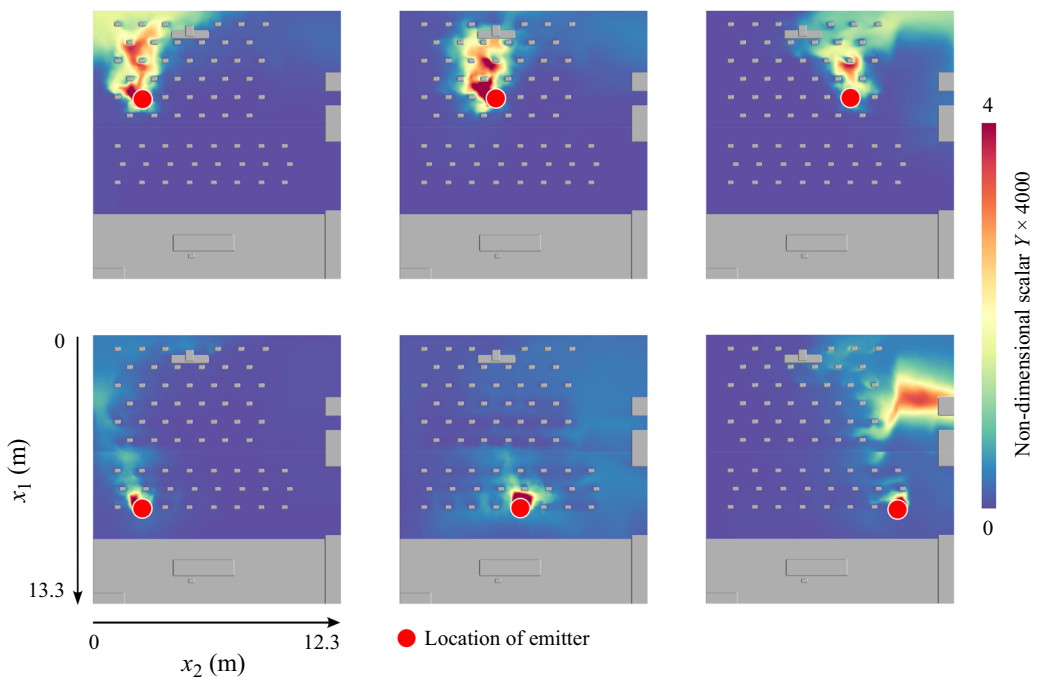 4
Non-dimensional scalar Y × 4000
0
0
x1 (m)
13.3
0
12.3
x2 (m)
Location of emitter